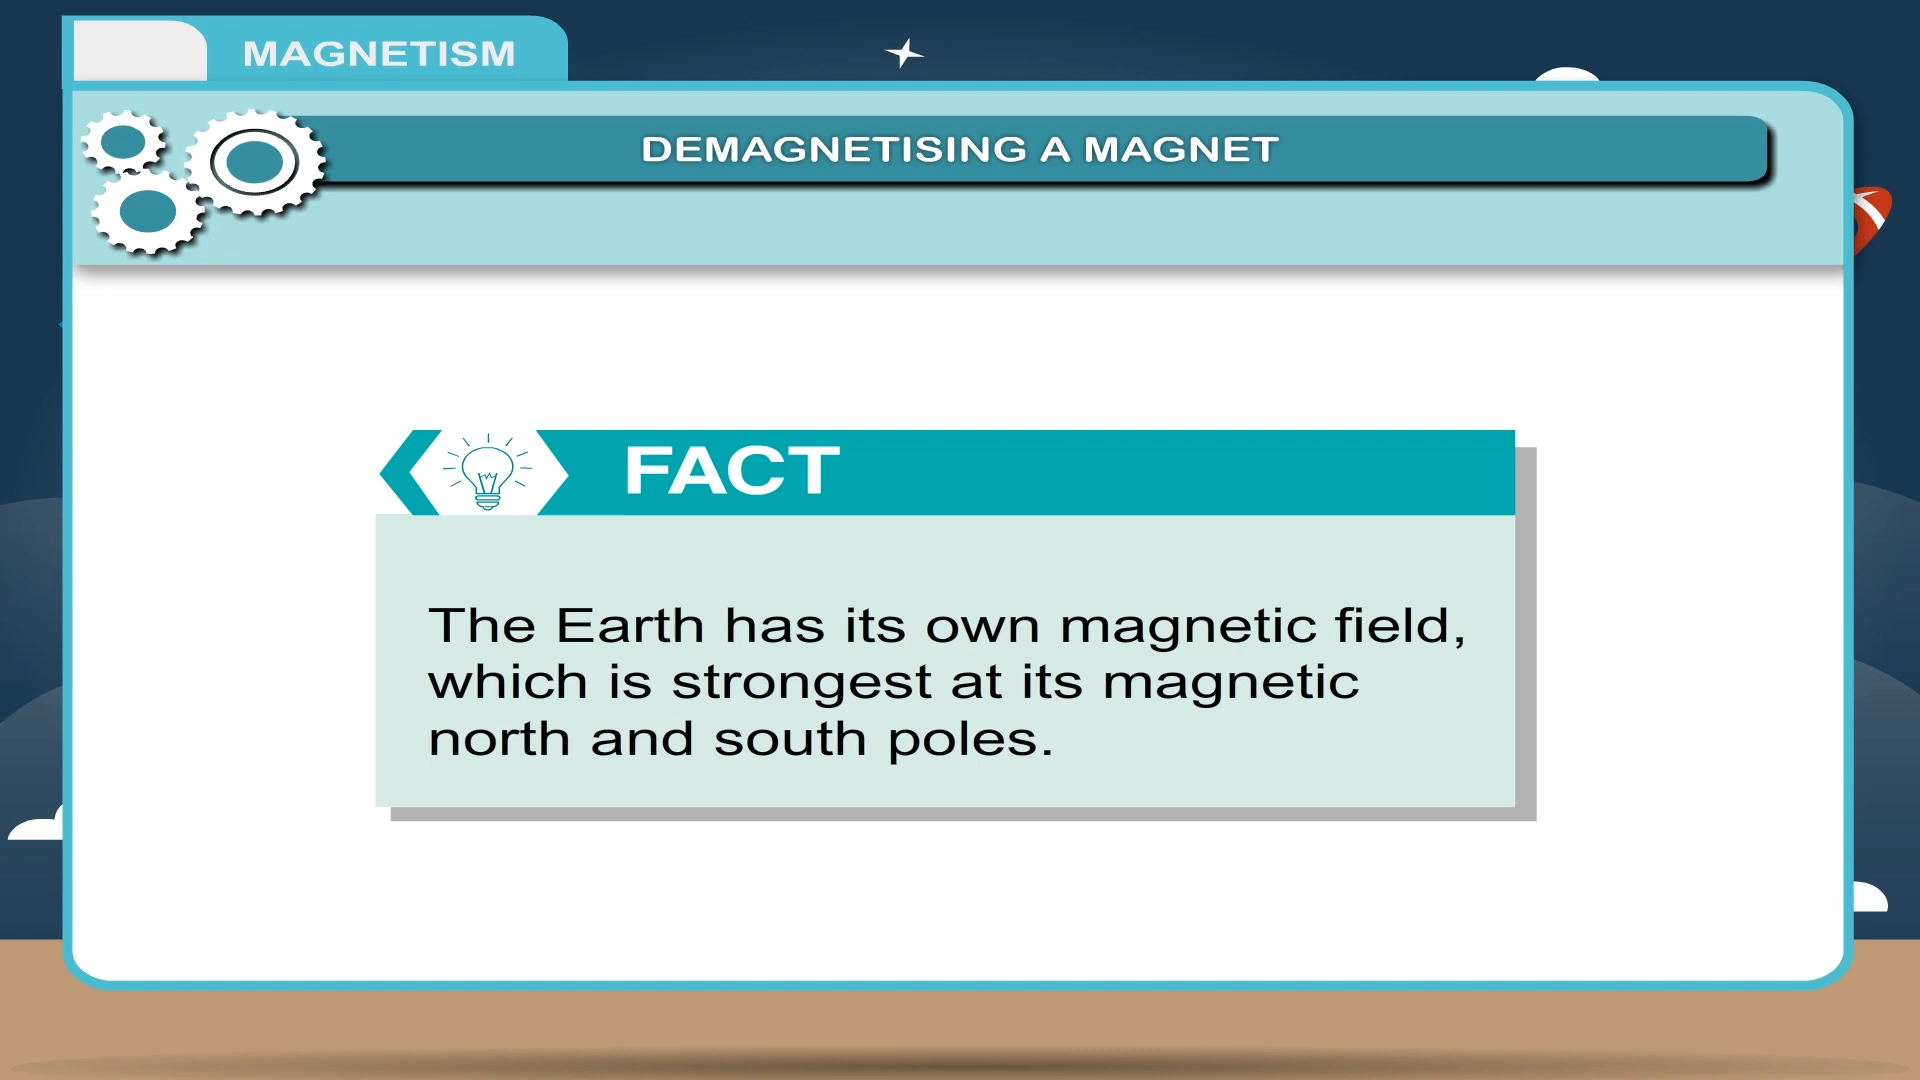 MAGNETISM
DEMAGNETISING A MAGNET
FACT
The Earth has its own magnetic field,
which is strongest at its magnetic
north and south poles.